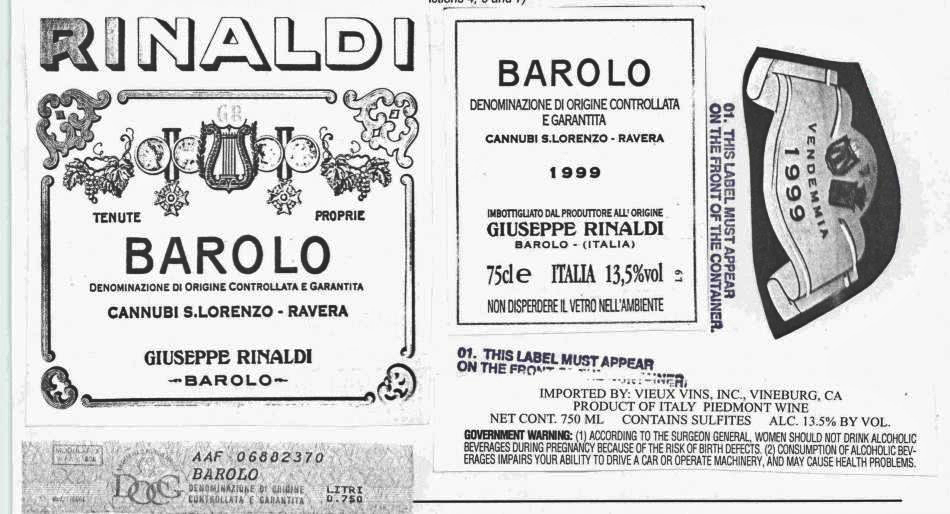 RINALDI
GB
TENUTE PROPRIE
BAROLO
DENOMINAZIONE DI ORIGINE CONTROLLATA E GARANTITA
CANNUBI S.LORENZO - RAVERA
GIUSEPPE RINALDI
BAROLO
AAF 06882370
BAROLO
DENOMINAZIONE DI ORIGINE
CONTROLLATA E GARANTITA
LITRI
0.750
DOCG
BAROLO
DENOMINAZIONE DI ORIGINE CONTROLLATA
E GARANTITA
CANNUBI S.LORENZO - RAVERA
1999
IMBOTTIGLIATO DAL PRODUTTORE ALL' ORIGINE
GIUSEPPE RINALDI
BAROLO - (ITALIA)
75cl e ITALIA 13,5%vol
61
NON DISPERDERE IL VETRO NELL'AMBIENTE
01. THIS LABEL MUST APPEAR
ON THE FRONT OF THE CONTAINER.
VENDEMMIA
1999
01. THIS LABEL MUST APPEAR
ON THE FRONT
IMPORTED BY: VIEUX VINS, INC., VINEBURG, CA
PRODUCT OF ITALY PIEDMONT WINE
NET CONT. 750 ML CONTAINS SULFITES ALC. 13.5% BY VOL.
GOVERNMENT WARNING: (1) ACCORDING TO THE SURGEON GENERAL, WOMEN SHOULD NOT DRINK ALCOHOLIC
BEVERAGES DURING PREGNANCY BECAUSE OF THE RISK OF BIRTH DEFECTS. (2) CONSUMPTION OF ALCOHOLIC BEV-
ERAGES IMPAIRS YOUR ABILITY TO DRIVE A CAR OR OPERATE MACHINERY, AND MAY CAUSE HEALTH PROBLEMS.